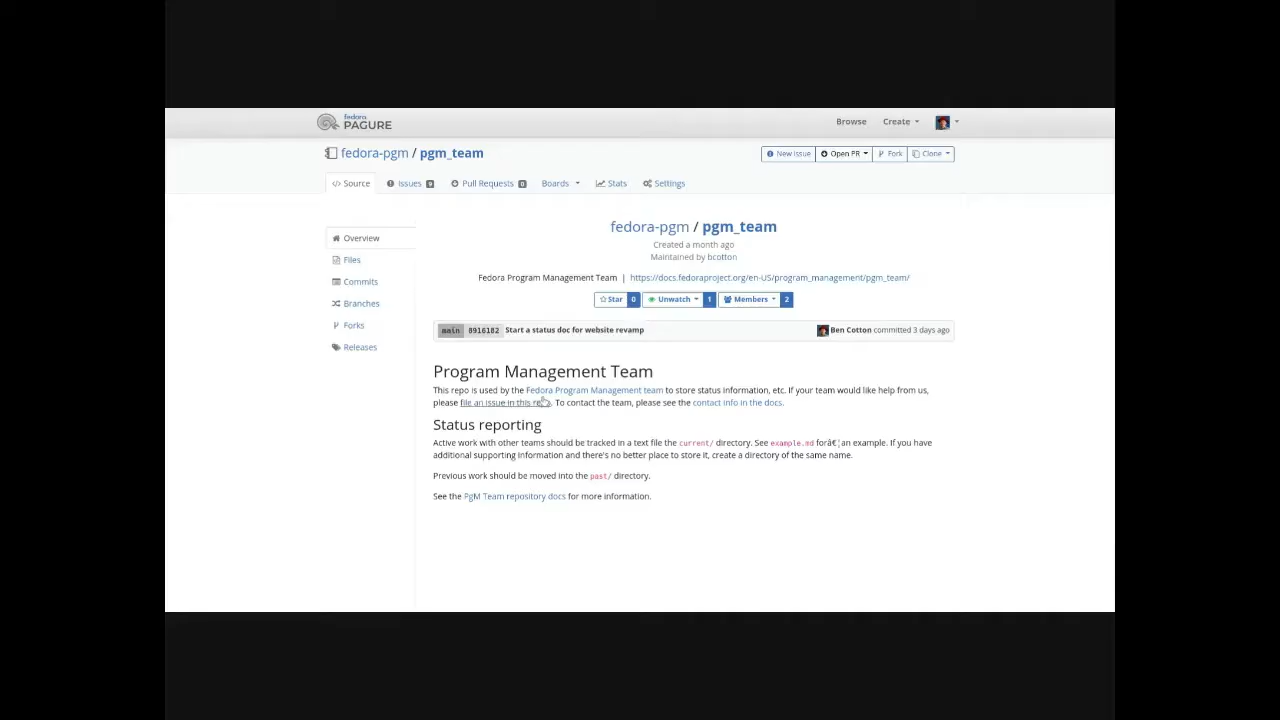 fedora
PAGURE
Browse Create
fedora-pgm / pgm_team
New Issue Open PR Fork Clone
Source Issues 9 Pull Requests 0 Boards Stats Settings
Overview
Files
Commits
Branches
Forks
Releases
fedora-pgm / pgm_team
Created a month ago
Maintained by bcotton
Fedora Program Management Team | https://docs.fedoraproject.org/en-US/program_management/pgm_team/
Star 0 Unwatch 1 Members 2
main 8916182 Start a status doc for website revamp Ben Cotton committed 3 days ago
Program Management Team
This repo is used by the Fedora Program Management team to store status information, etc. If your team would like help from us,
please file an issue in this repo. To contact the team, please see the contact info in the docs.
Status reporting
Active work with other teams should be tracked in a text file the current/ directory. See example.md forâ€¦an example. If you have
additional supporting information and there's no better place to store it, create a directory of the same name.
Previous work should be moved into the past/ directory.
See the PgM Team repository docs for more information.